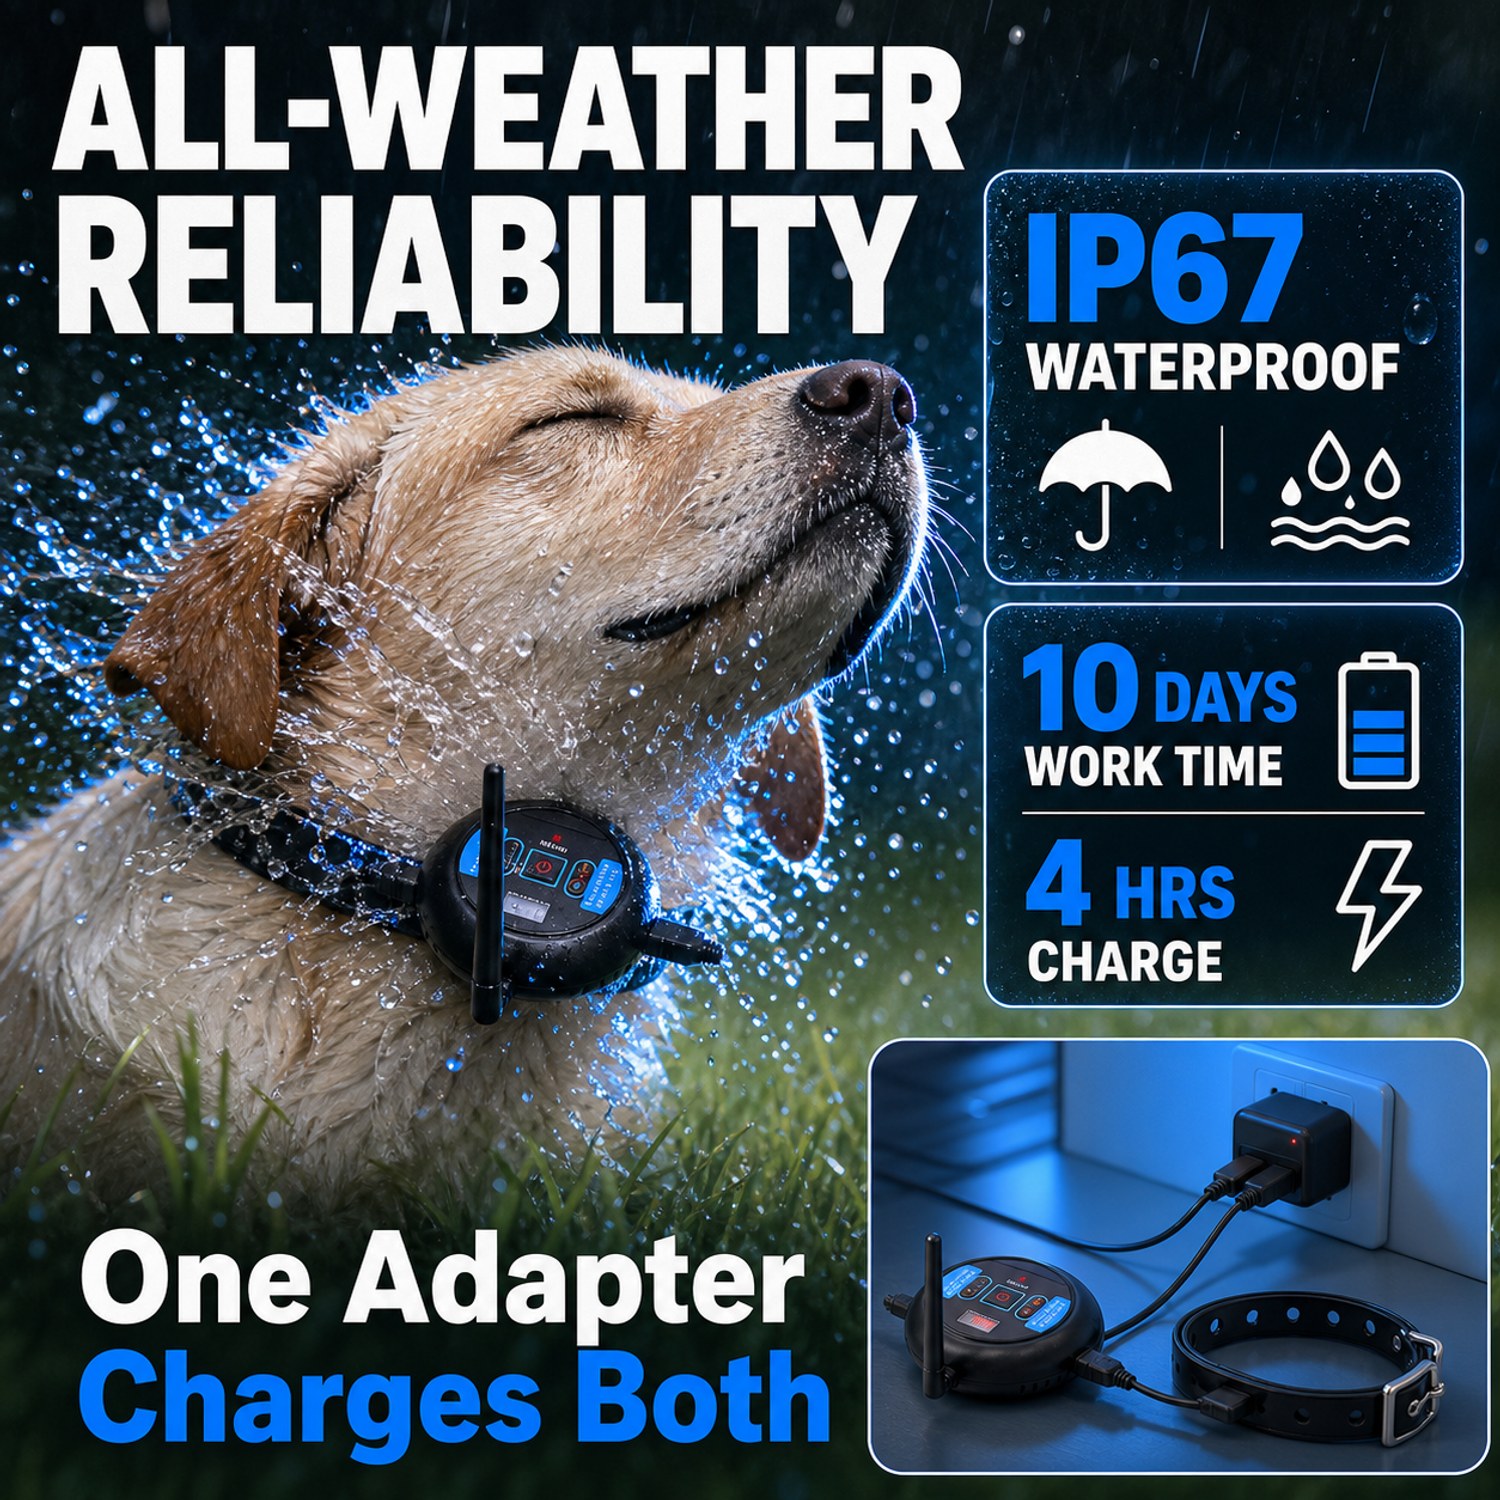 ALL-WEATHER
RELIABILITY
IP67
WATERPROOF
10 DAYS
WORK TIME
4 HRS
CHARGE
One Adapter
Charges Both